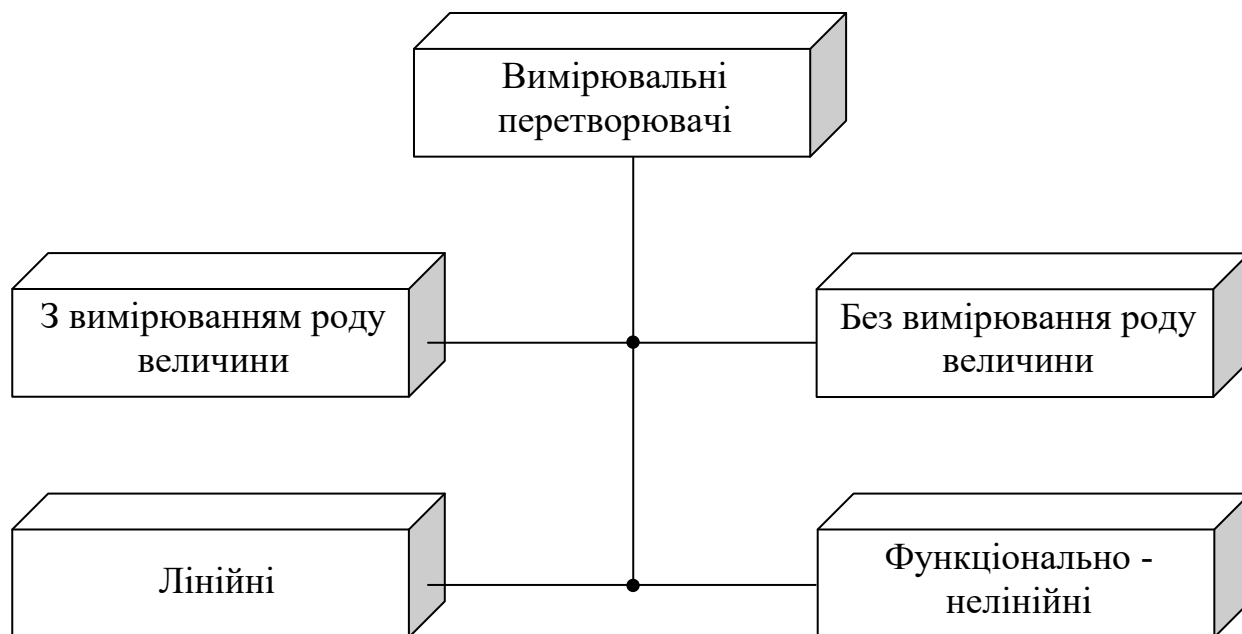 Вимірювальні
перетворювачі
З вимірюванням роду
величини
Без вимірювання роду
величини
Лінійні
Функціонально -
нелінійні